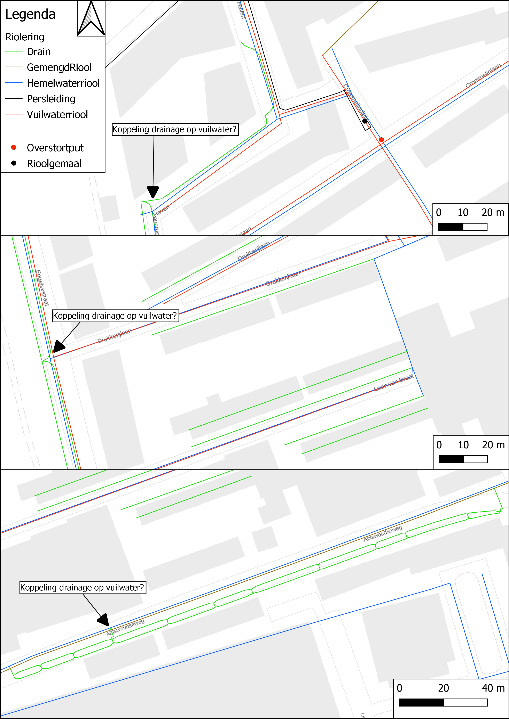 Legenda
Riolering
Drain
GemengdRiool
Hemelwaterriool
Persleiding
Vuilwaterriool
Overstortput
Rioolgemaal
Koppeling drainage op vuilwater?
0 10 20 m
Koppeling drainage op vuilwater?
0 10 20 m
Koppeling drainage op vuilwater?
0 20 40 m